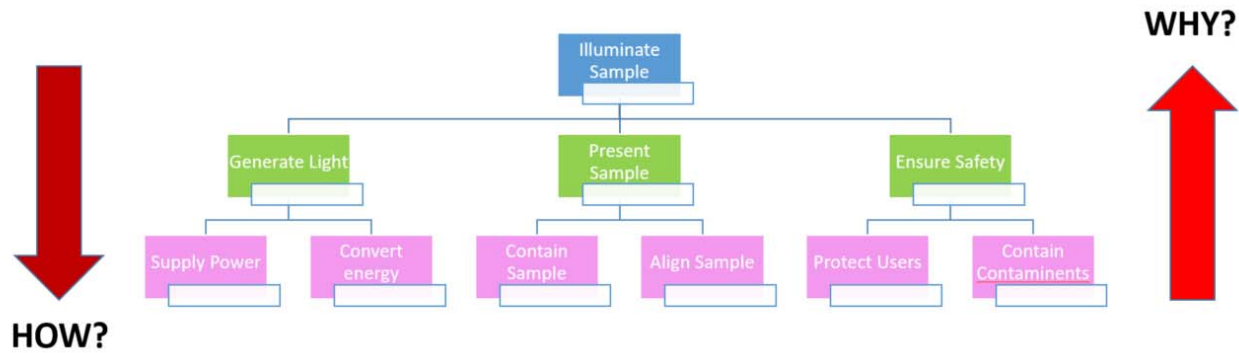 WHY?
Illuminate
Sample
Generate Light
Present
Sample
Ensure Safety
Supply Power
Convert
energy
Contain
Sample
Align Sample
Protect Users
Contain
Contaminents
HOW?